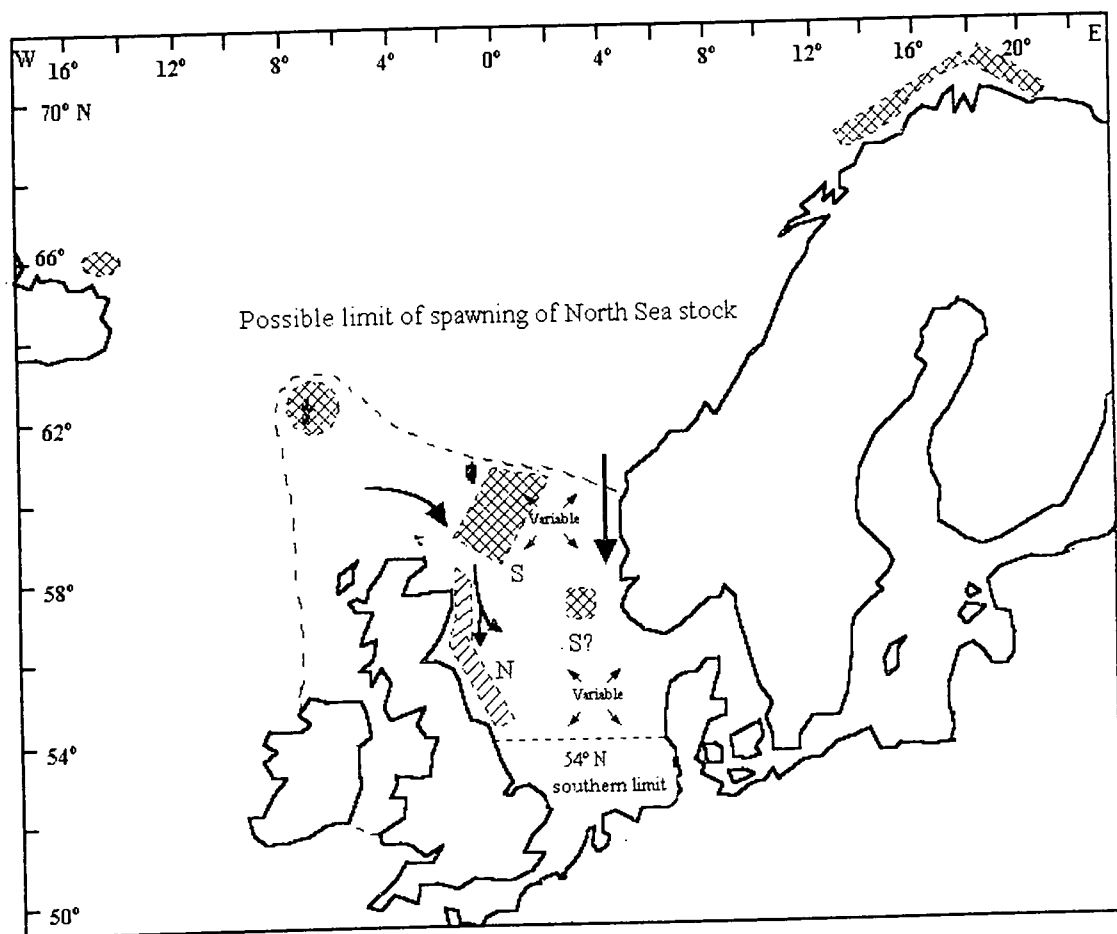 W
E
16° 12° 8° 4° 0° 4° 8° 12° 16° 20°
70° N
66°
Possible limit of spawning of North Sea stock
62°
Variable
S
58°
S?
N
Variable
54°
54° N
southern limit
50°